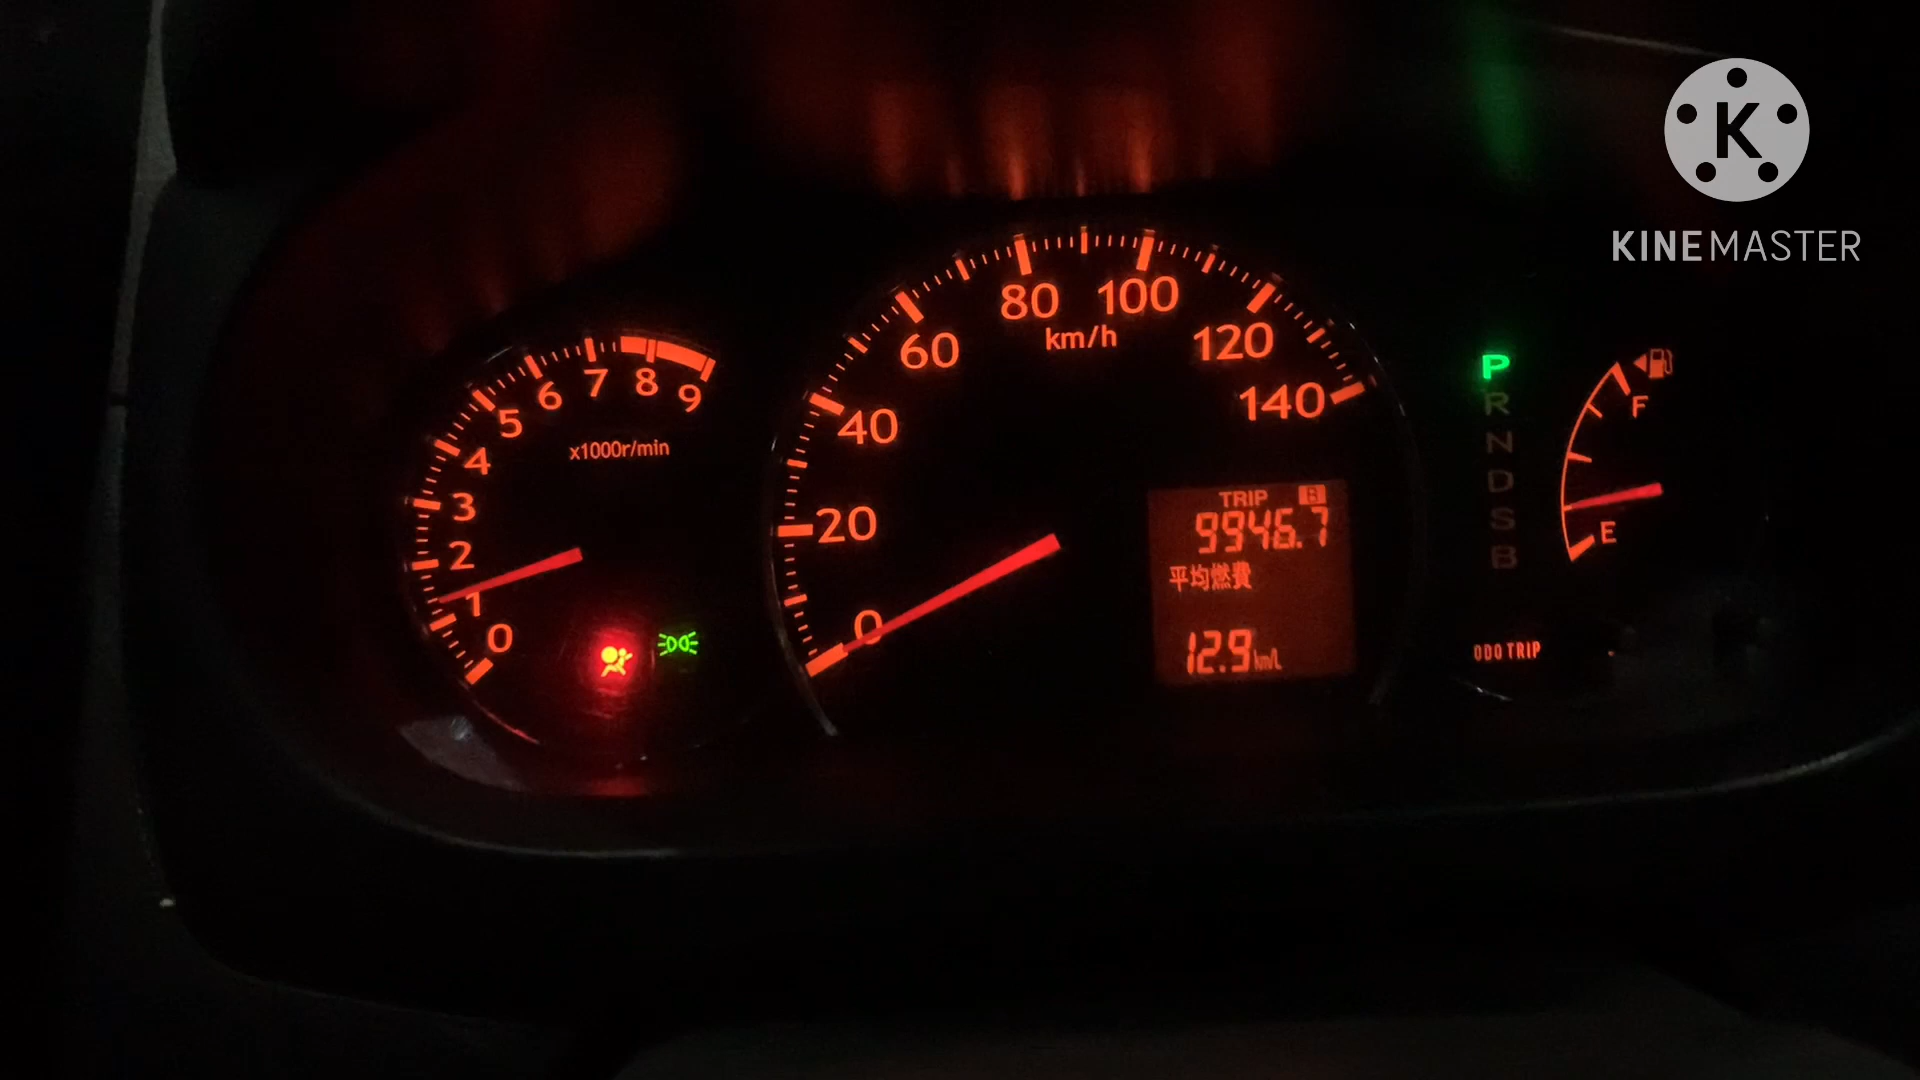 KINEMASTER
80
100
60
km/h
120
P
7
8
9
6
140
R
F
5
40
x1000r/min
N
4
D
TRIP B
9946.7
3
20
S
E
2
平均燃費
B
1
0
0
12.9 km/L
ODO TRIP